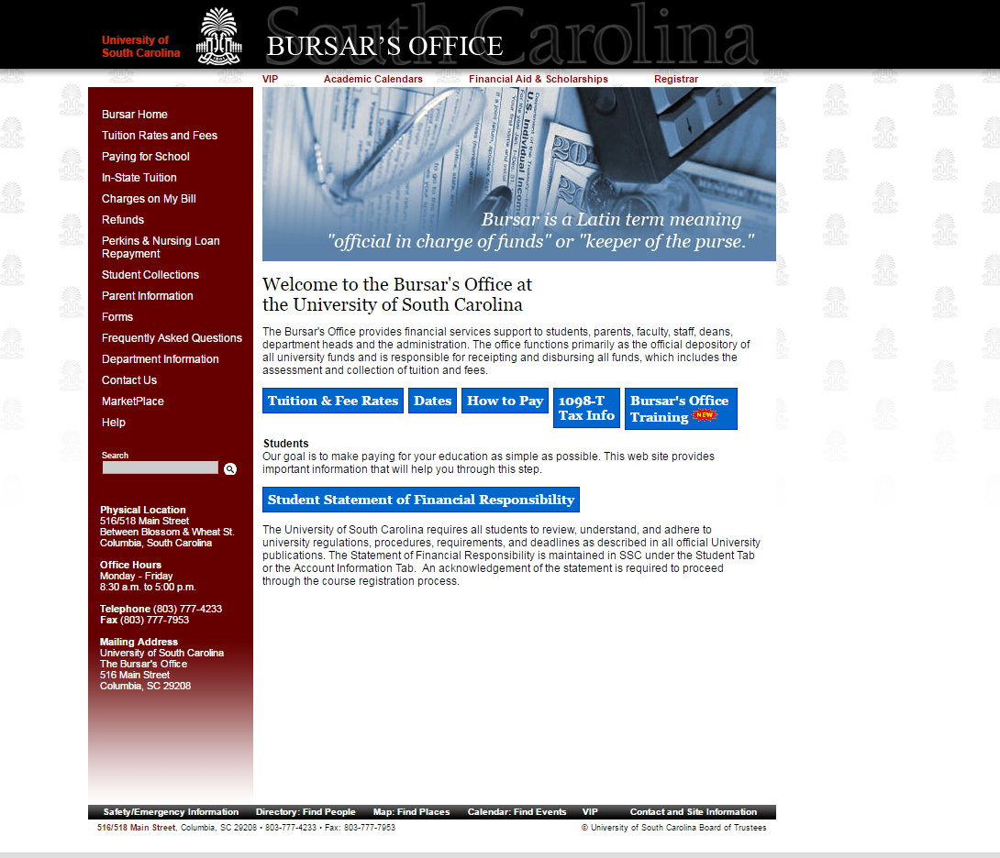 South Carolina
University of
South Carolina
BURSAR'S OFFICE
VIP Academic Calendars Financial Aid & Scholarships Registrar
Bursar Home
Tuition Rates and Fees
Paying for School
In-State Tuition
Charges on My Bill
Refunds
Perkins & Nursing Loan
Repayment
Student Collections
Parent Information
Forms
Frequently Asked Questions
Department Information
Contact Us
MarketPlace
Help
Search
Physical Location
516/518 Main Street
Between Blossom & Wheat St.
Columbia, South Carolina
Office Hours
Monday - Friday
8:30 a.m. to 5:00 p.m.
Telephone (803) 777-4233
Fax (803) 777-7953
Mailing Address
University of South Carolina
The Bursar's Office
516 Main Street
Columbia, SC 29208
U.S. Individual Income
20
Bursar is a Latin term meaning
"official in charge of funds" or "keeper of the purse."
Welcome to the Bursar's Office at
the University of South Carolina
The Bursar's Office provides financial services support to students, parents, faculty, staff, deans,
department heads and the administration. The office functions primarily as the official depository of
all university funds and is responsible for receipting and disbursing all funds, which includes the
assessment and collection of tuition and fees.
Tuition & Fee Rates
Dates
How to Pay
1098-T
Tax Info
Bursar's Office
Training NEW
Students
Our goal is to make paying for your education as simple as possible. This web site provides
important information that will help you through this step.
Student Statement of Financial Responsibility
The University of South Carolina requires all students to review, understand, and adhere to
university regulations, procedures, requirements, and deadlines as described in all official University
publications. The Statement of Financial Responsibility is maintained in SSC under the Student Tab
or the Account Information Tab. An acknowledgement of the statement is required to proceed
through the course registration process.
Safety/Emergency Information Directory: Find People Map: Find Places Calendar: Find Events VIP Contact and Site Information
516/518 Main Street, Columbia, SC 29208 • 803-777-4233 • Fax: 803-777-7953 © University of South Carolina Board of Trustees